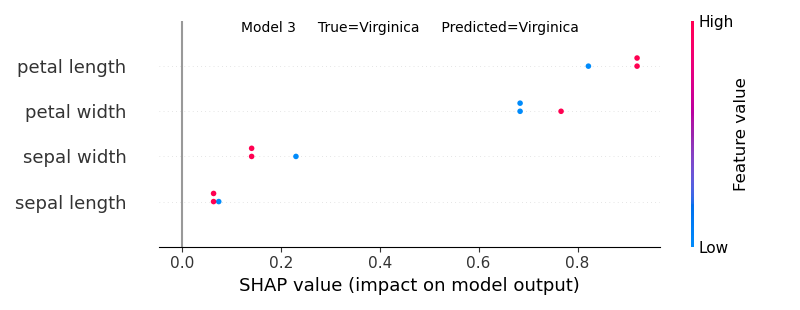 Model 3 True=Virginica Predicted=Virginica
High
petal length
petal width
sepal width
sepal length
Feature value
Low
0.0 0.2 0.4 0.6 0.8
SHAP value (impact on model output)